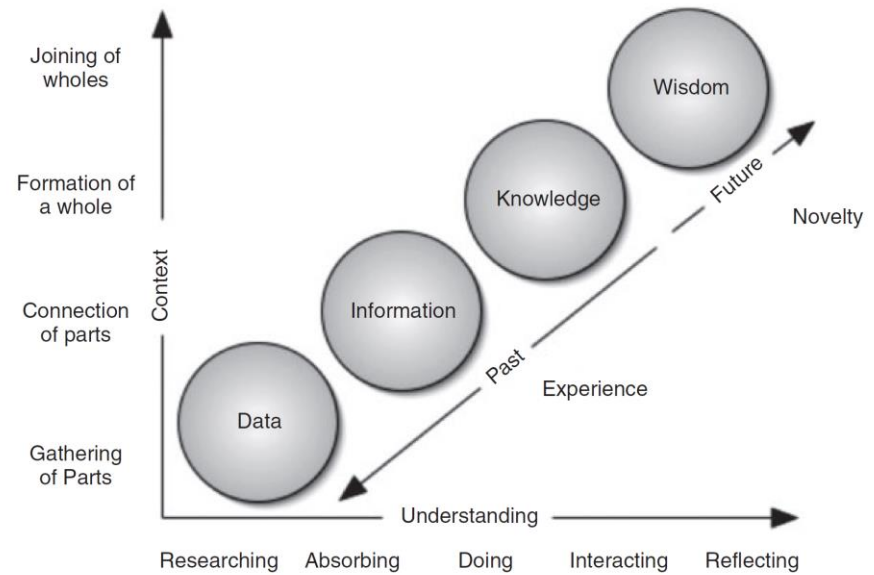 Joining of
wholes
Wisdom
Future
Formation of
a whole
Knowledge
Novelty
Context
Connection
of parts
Information
Past
Experience
Data
Gathering
of Parts
Understanding
Researching
Absorbing
Doing
Interacting
Reflecting